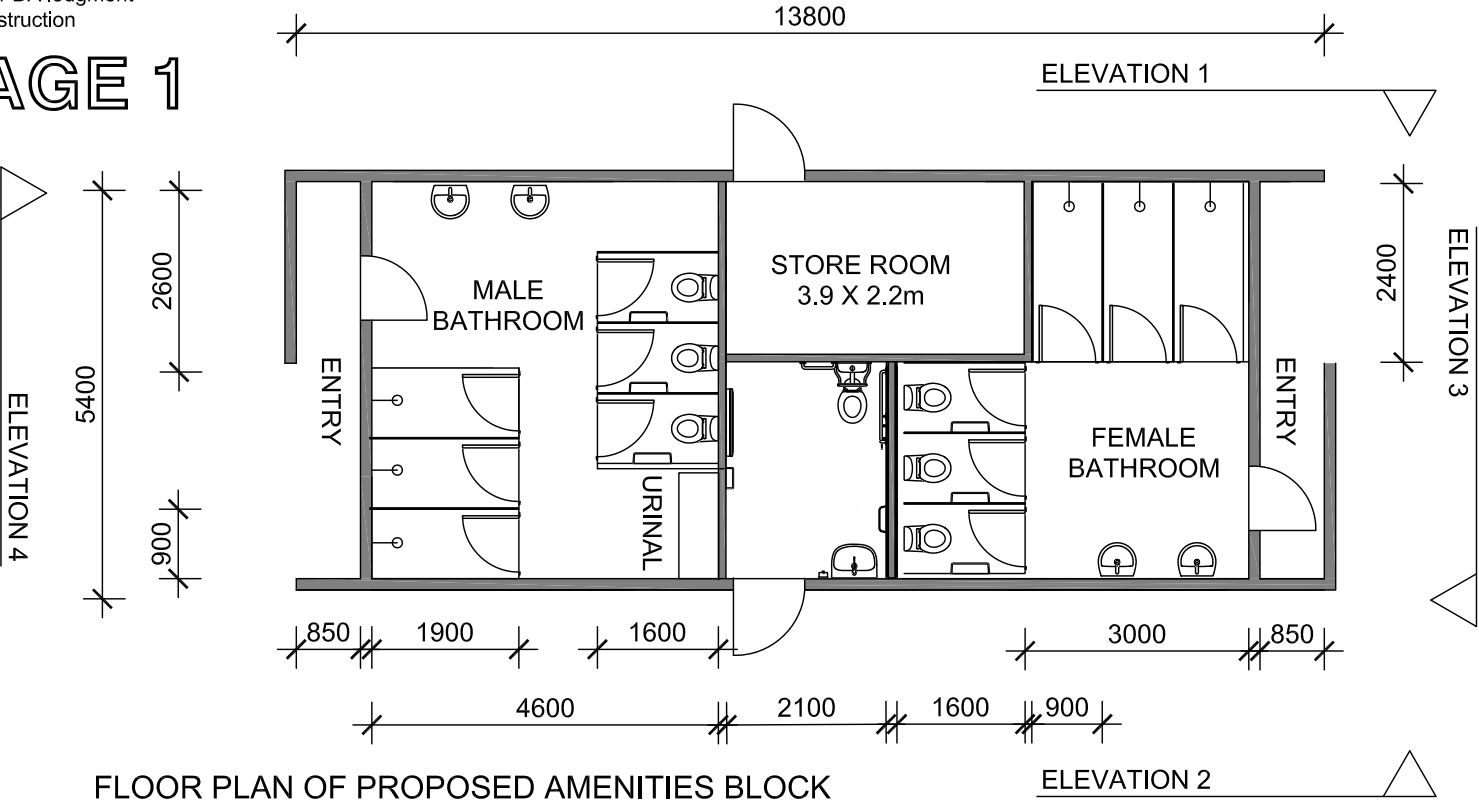 struction
AGE 1
13800
ELEVATION 1
2600
5400
900
ELEVATION 4
ENTRY
MALE
BATHROOM
URINAL
STORE ROOM
3.9 X 2.2m
FEMALE
BATHROOM
ENTRY
2400
ELEVATION 3
850
1900
1600
3000
850
4600
2100
1600
900
FLOOR PLAN OF PROPOSED AMENITIES BLOCK
ELEVATION 2